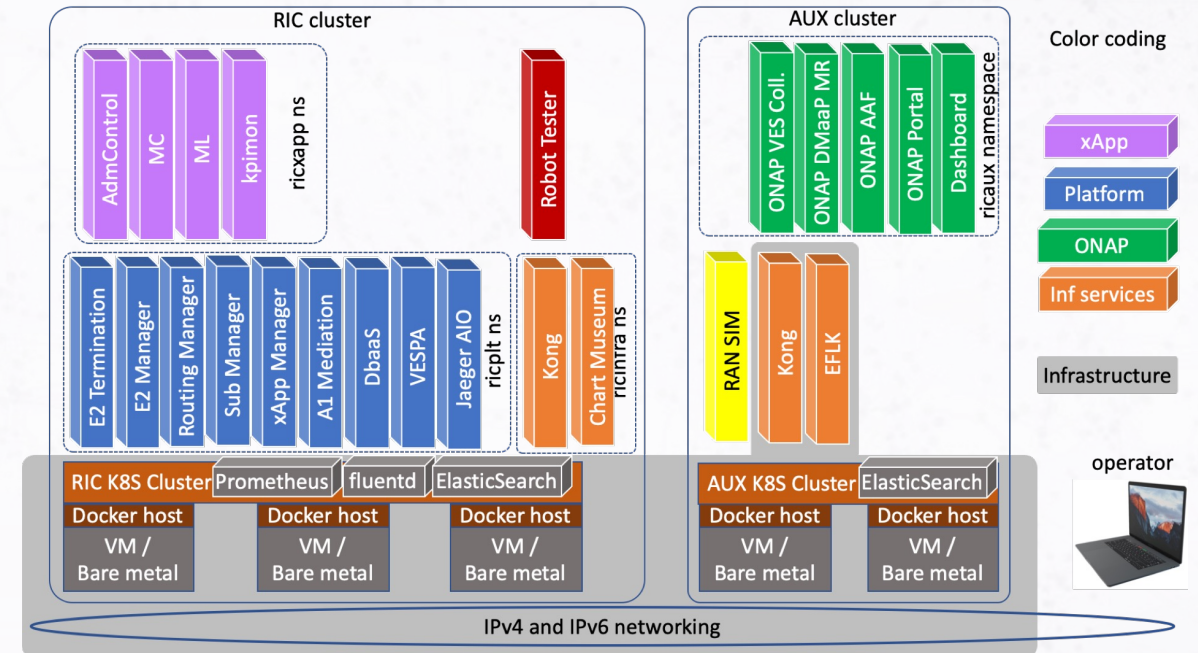 RIC cluster
AUX cluster
Color coding
AdmControl
MC
ML
kpimon
ricxapp ns
Robot Tester
ONAP VES Coll.
ONAP DMaaP MR
ONAP AAF
ONAP Portal
Dashboard
ricaux namespace
xApp
Platform
ONAP
Inf services
Infrastructure
E2 Termination
E2 Manager
Routing Manager
Sub Manager
xApp Manager
A1 Mediation
DbaaS
VESPA
Jaeger AIO
ricplt ns
Kong
Chart Museum
ricinfra ns
RAN SIM
Kong
EFLK
operator
RIC K8S Cluster
Prometheus
fluentd
ElasticSearch
AUX K8S Cluster
ElasticSearch
Docker host
Docker host
Docker host
Docker host
Docker host
VM /
Bare metal
VM /
Bare metal
VM /
Bare metal
VM /
Bare metal
VM /
Bare metal
IPv4 and IPv6 networking